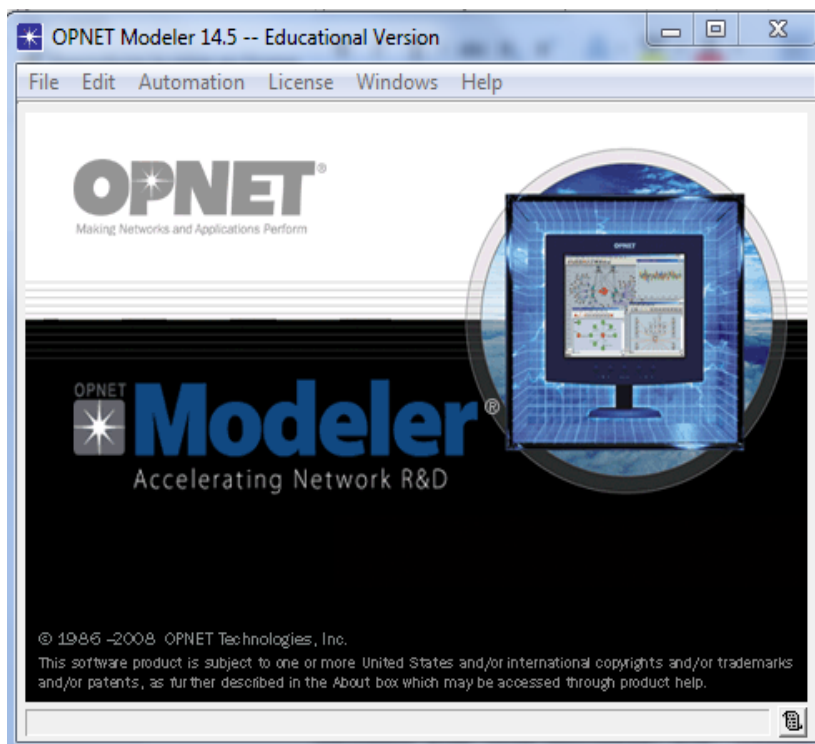 OPNET Modeler 14.5 -- Educational Version
File Edit Automation License Windows Help
OPNET®
Making Networks and Applications Perform
OPNET
OPNET
Modeler®
Accelerating Network R&D
© 1986 –2008 OPNET Technologies, Inc.
This software product is subject to one or more United States and/or international copyrights and/or trademarks
and/or patents, as further described in the About box which may be accessed through product help.